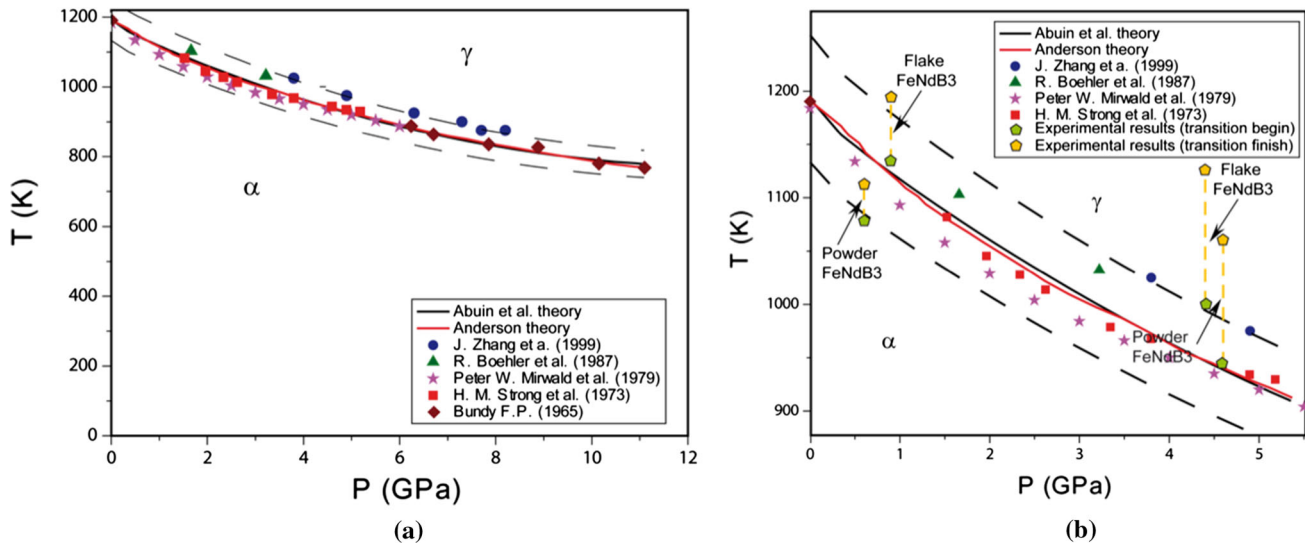 1200
1000
800
600
400
200
0
T (K)
γ
α
Abuin et al. theory
Anderson theory
J. Zhang et a. (1999)
R. Boehler et al. (1987)
Peter W. Mirwald et al. (1979)
H. M. Strong et al. (1973)
Bundy F.P. (1965)
0 2 4 6 8 10 12
P (GPa)
(a)
1200
1100
1000
900
T (K)
Abuin et al. theory
Anderson theory
J. Zhang et a. (1999)
R. Boehler et al. (1987)
Peter W. Mirwald et al. (1979)
H. M. Strong et al. (1973)
Experimental results (transition begin)
Experimental results (transition finish)
Flake
FeNdB3
Flake
FeNdB3
γ
Powder
FeNdB3
Powder
FeNdB3
α
0 1 2 3 4 5
P (GPa)
(b)